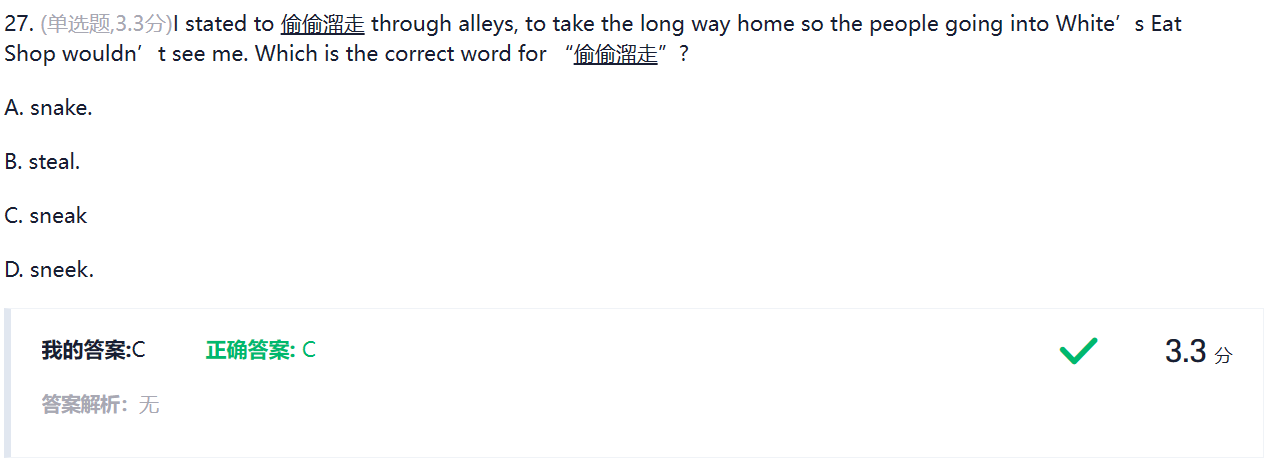 27. (单选题,3.3分)I stated to 偷偷溜走 through alleys, to take the long way home so the people going into White’s Eat
Shop wouldn’t see me. Which is the correct word for “偷偷溜走”?
A. snake.
B. steal.
C. sneak
D. sneek.
我的答案:C 正确答案: C 3.3 分
答案解析：无